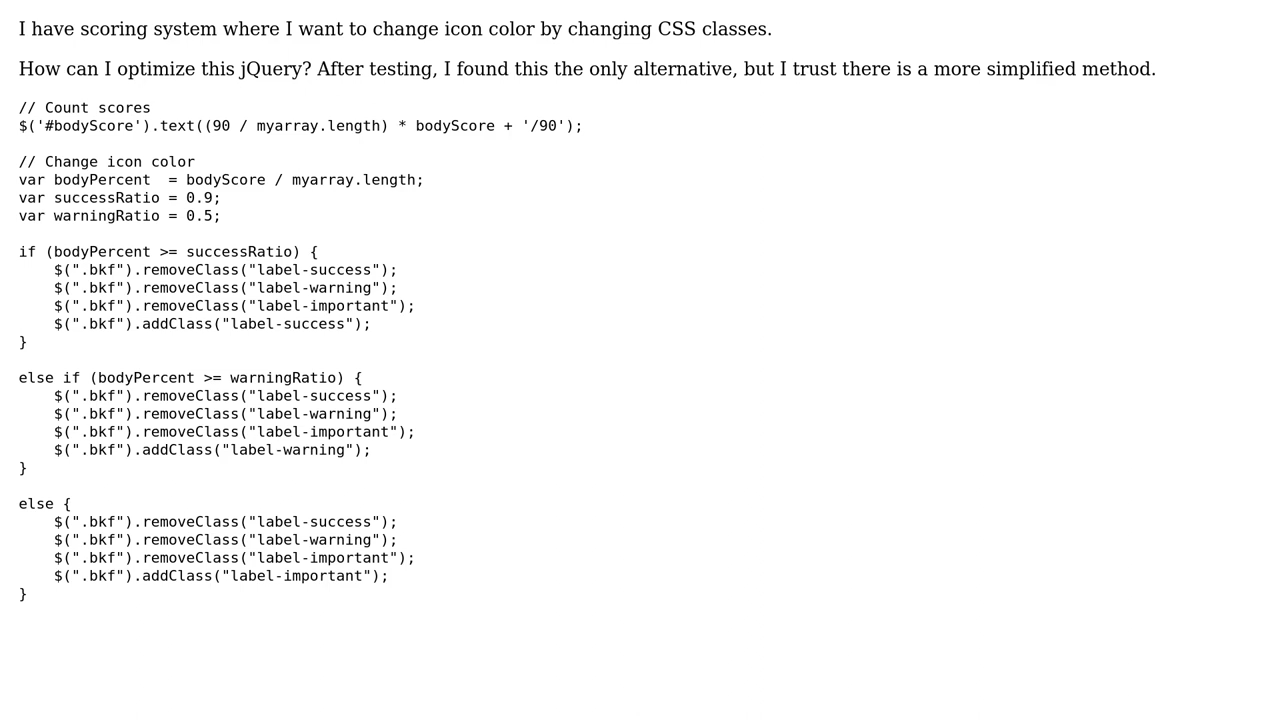 I have scoring system where I want to change icon color by changing CSS classes.
How can I optimize this jQuery? After testing, I found this the only alternative, but I trust there is a more simplified method.
// Count scores
$('#bodyScore').text((90 / myarray.length) * bodyScore + '/90');
// Change icon color
var bodyPercent  = bodyScore / myarray.length;
var successRatio = 0.9;
var warningRatio = 0.5;
if (bodyPercent >= successRatio) {
    $(".bkf").removeClass("label-success");
    $(".bkf").removeClass("label-warning");
    $(".bkf").removeClass("label-important");
    $(".bkf").addClass("label-success");
}
else if (bodyPercent >= warningRatio) {
    $(".bkf").removeClass("label-success");
    $(".bkf").removeClass("label-warning");
    $(".bkf").removeClass("label-important");
    $(".bkf").addClass("label-warning");
}
else {
    $(".bkf").removeClass("label-success");
    $(".bkf").removeClass("label-warning");
    $(".bkf").removeClass("label-important");
    $(".bkf").addClass("label-important");
}